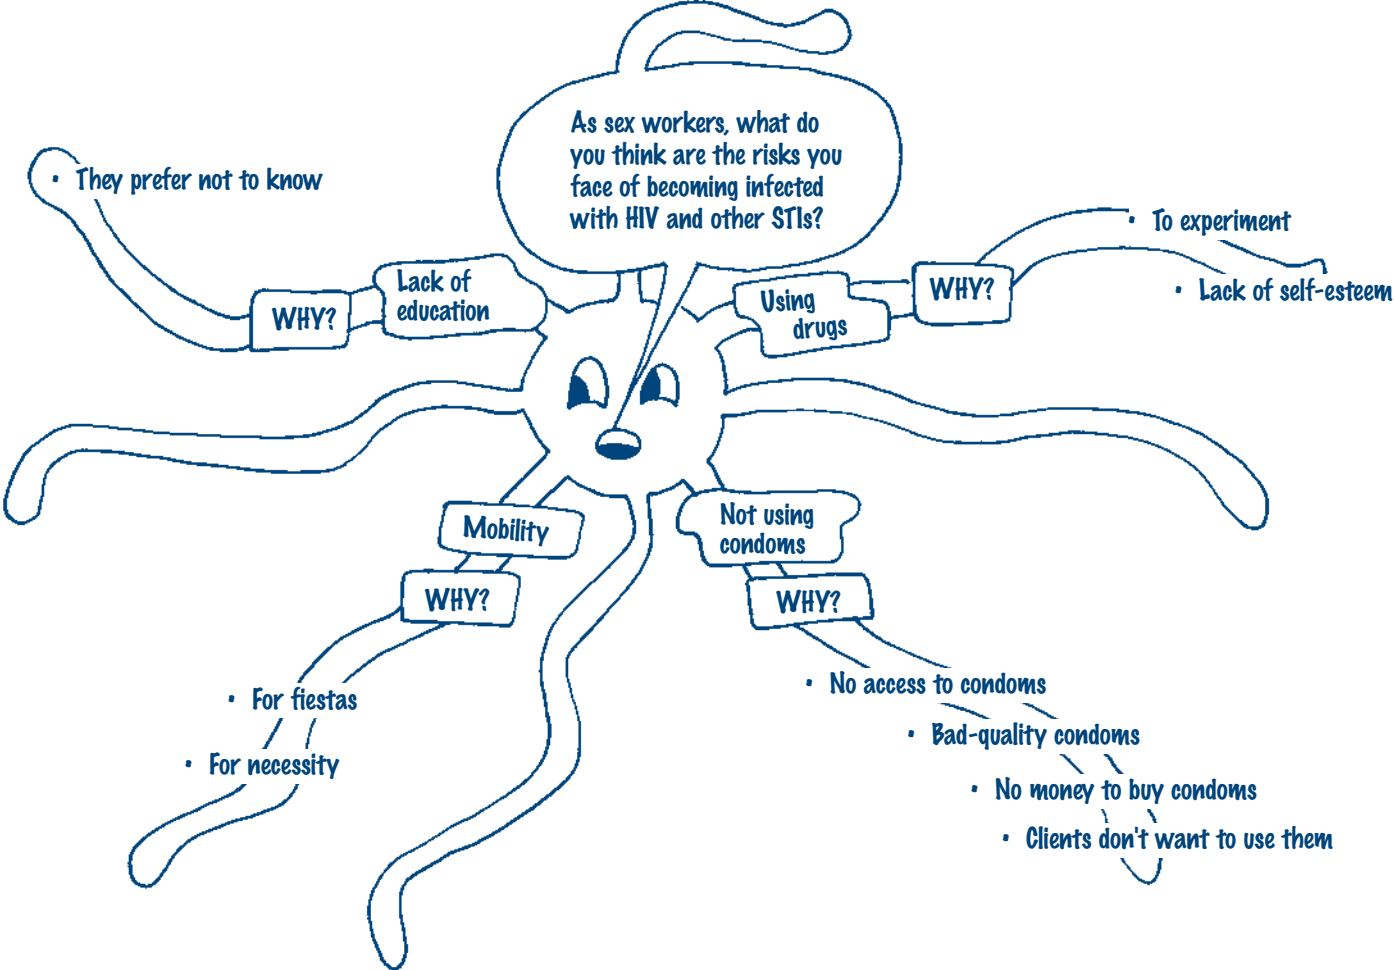 As sex workers, what do
you think are the risks you
face of becoming infected
with HIV and other STIs?
• They prefer not to know
WHY?
Lack of
education
Using
drugs
WHY?
• To experiment
• Lack of self-esteem
Mobility
WHY?
• For fiestas
• For necessity
Not using
condoms
WHY?
• No access to condoms
• Bad-quality condoms
• No money to buy condoms
• Clients don't want to use them